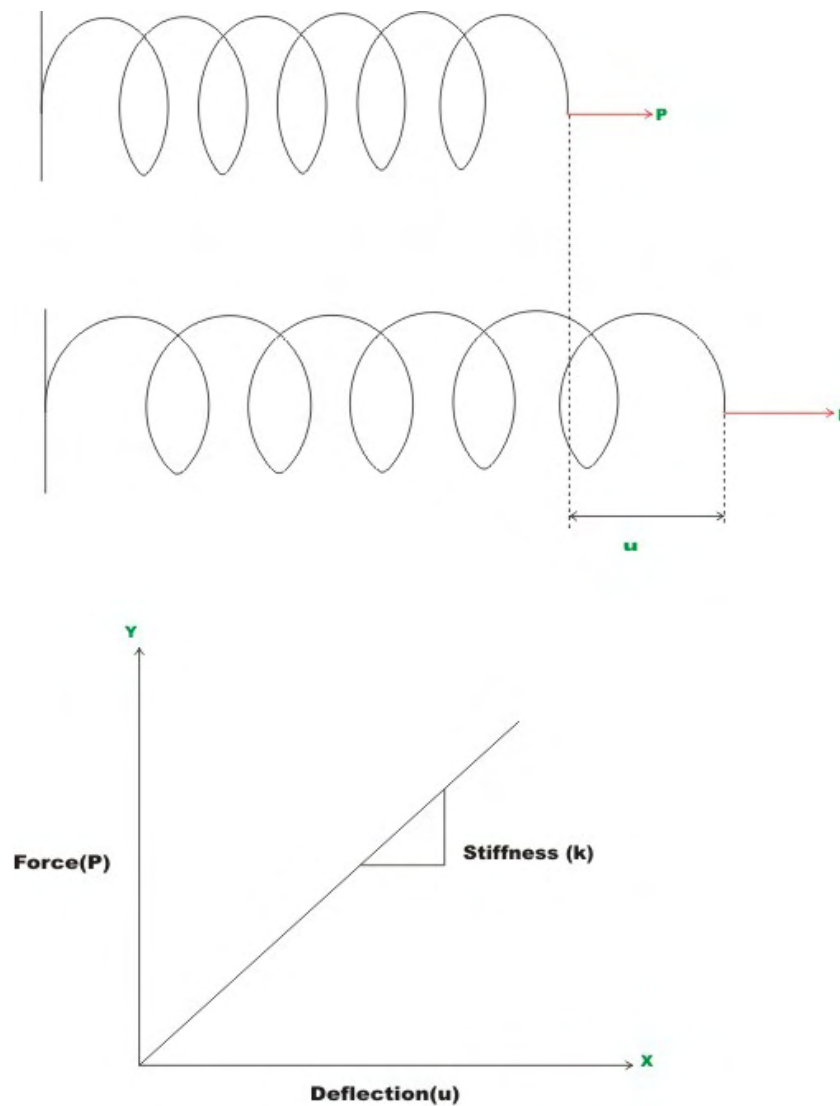 P
u
Y
Force(P)
Stiffness (k)
X
Deflection(u)